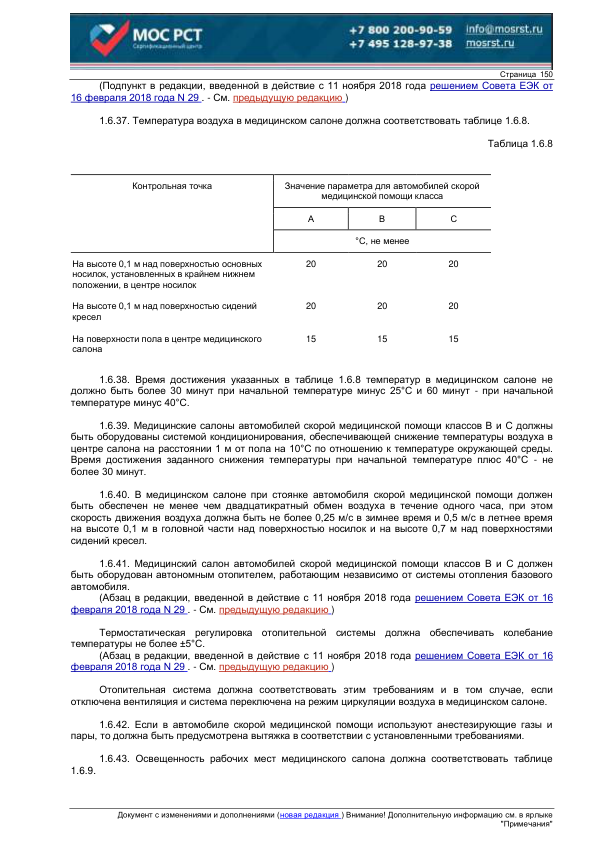 МОС РСТ
Сертификационный центр
+7 800 200-90-59
+7 495 128-97-38
info@mosrst.ru
mosrst.ru
Страница 150
(Подпункт в редакции, введенной в действие с 11 ноября 2018 года решением Совета ЕЭК от
16 февраля 2018 года N 29 . - См. предыдущую редакцию )
1.6.37. Температура воздуха в медицинском салоне должна соответствовать таблице 1.6.8.
Таблица 1.6.8
Контрольная точка
Значение параметра для автомобилей скорой
медицинской помощи класса
А В С
°С, не менее
На высоте 0,1 м над поверхностью основных 20 20 20
носилок, установленных в крайнем нижнем
положении, в центре носилок
На высоте 0,1 м над поверхностью сидений 20 20 20
кресел
На поверхности пола в центре медицинского 15 15 15
салона
1.6.38. Время достижения указанных в таблице 1.6.8 температур в медицинском салоне не
должно быть более 30 минут при начальной температуре минус 25°С и 60 минут - при начальной
температуре минус 40°С.
1.6.39. Медицинские салоны автомобилей скорой медицинской помощи классов В и С должны
быть оборудованы системой кондиционирования, обеспечивающей снижение температуры воздуха в
центре салона на расстоянии 1 м от пола на 10°С по отношению к температуре окружающей среды.
Время достижения заданного снижения температуры при начальной температуре плюс 40°С - не
более 30 минут.
1.6.40. В медицинском салоне при стоянке автомобиля скорой медицинской помощи должен
быть обеспечен не менее чем двадцатикратный обмен воздуха в течение одного часа, при этом
скорость движения воздуха должна быть не более 0,25 м/с в зимнее время и 0,5 м/с в летнее время
на высоте 0,1 м в головной части над поверхностью носилок и на высоте 0,7 м над поверхностями
сидений кресел.
1.6.41. Медицинский салон автомобилей скорой медицинской помощи классов В и С должен
быть оборудован автономным отопителем, работающим независимо от системы отопления базового
автомобиля.
(Абзац в редакции, введенной в действие с 11 ноября 2018 года решением Совета ЕЭК от 16
февраля 2018 года N 29 . - См. предыдущую редакцию )
Термостатическая регулировка отопительной системы должна обеспечивать колебание
температуры не более ±5°С.
(Абзац в редакции, введенной в действие с 11 ноября 2018 года решением Совета ЕЭК от 16
февраля 2018 года N 29 . - См. предыдущую редакцию )
Отопительная система должна соответствовать этим требованиям и в том случае, если
отключена вентиляция и система переключена на режим циркуляции воздуха в медицинском салоне.
1.6.42. Если в автомобиле скорой медицинской помощи используют анестезирующие газы и
пары, то должна быть предусмотрена вытяжка в соответствии с установленными требованиями.
1.6.43. Освещенность рабочих мест медицинского салона должна соответствовать таблице
1.6.9.
Документ с изменениями и дополнениями (новая редакция ) Внимание! Дополнительную информацию см. в ярлыке
"Примечания"